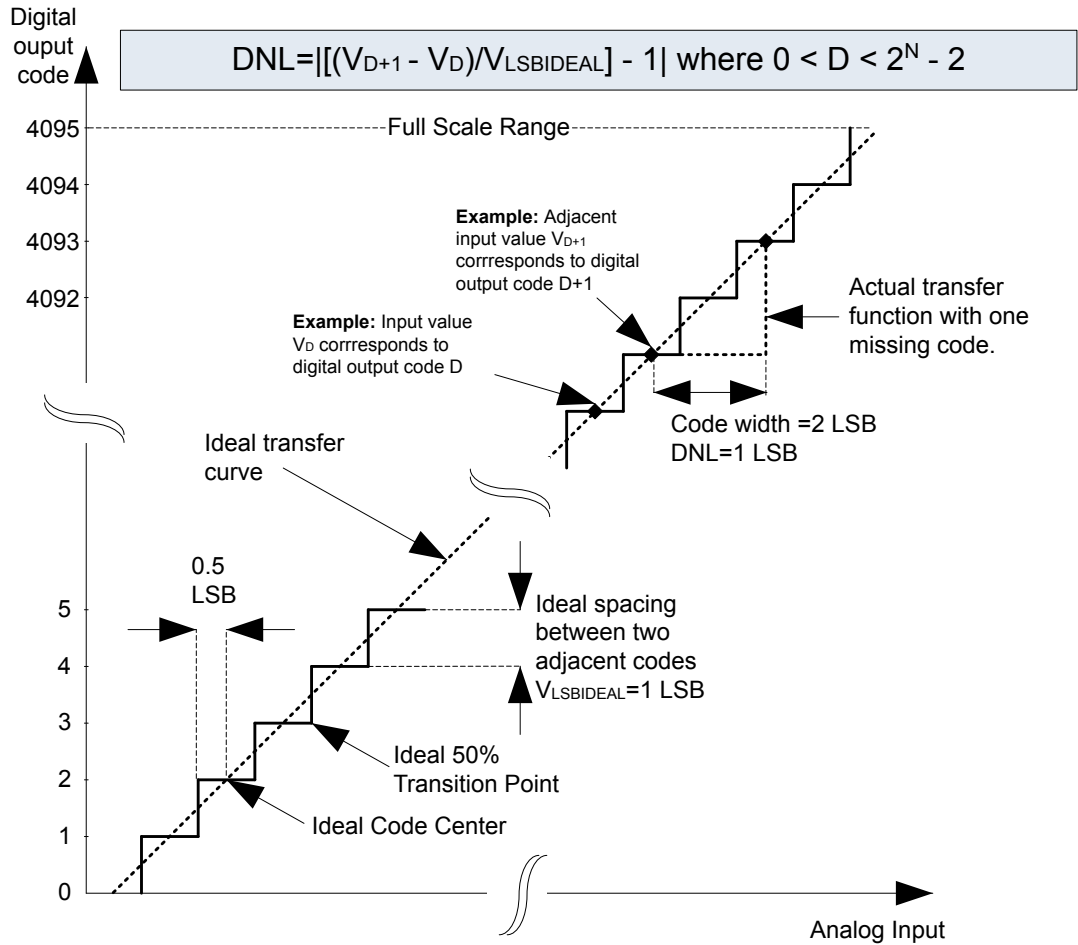 Digital
ouput
code
DNL=|[(VD+1 - VD)/VLSBIDEAL] - 1| where 0 < D < 2^N - 2
4095
Full Scale Range
4094
4093
4092
Example: Adjacent
input value VD+1
corrresponds to digital
output code D+1
Example: Input value
VD corrresponds to
digital output code D
Actual transfer
function with one
missing code.
Code width =2 LSB
DNL=1 LSB
Ideal transfer
curve
0.5
LSB
5
4
3
2
1
0
Ideal spacing
between two
adjacent codes
VLSBIDEAL=1 LSB
Ideal 50%
Transition Point
Ideal Code Center
Analog Input